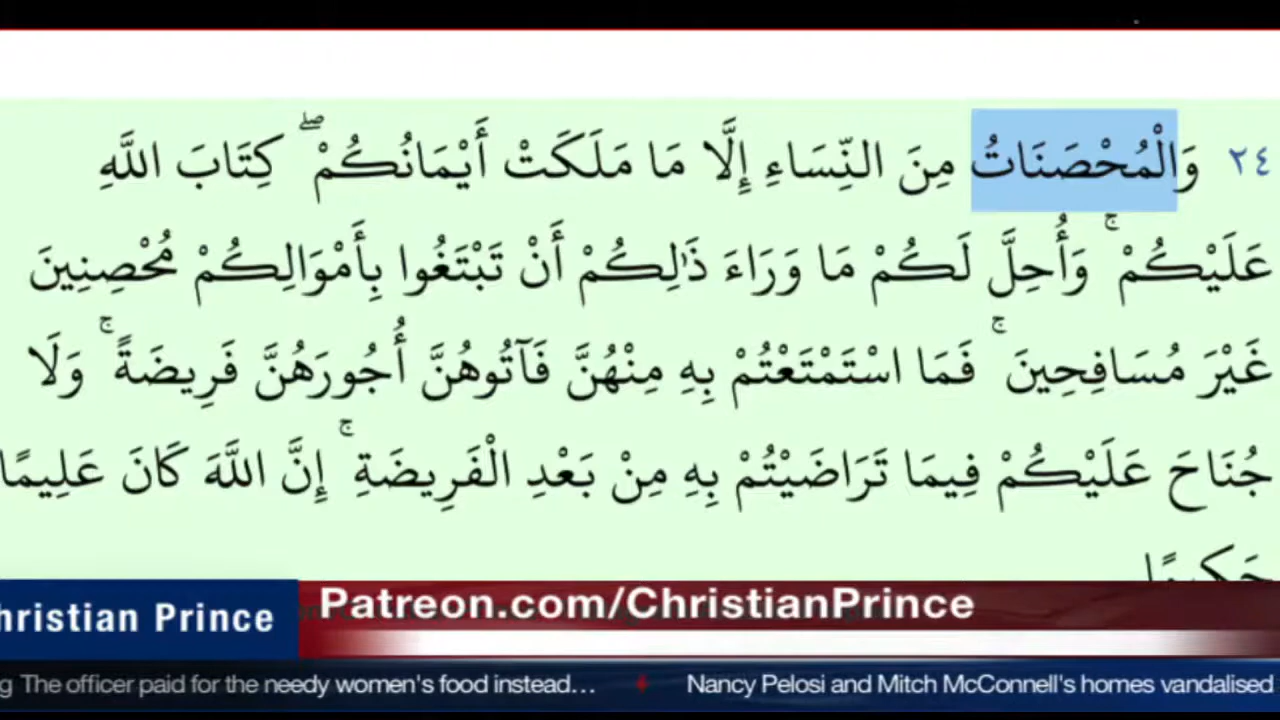 ٢٤ وَالْمُحْصَنَاتُ مِنَ النِّسَاءِ إِلَّا مَا مَلَكَتْ أَيْمَانُكُمْ ۖ كِتَابَ اللَّهِ
عَلَيْكُمْ ۚ وَأُحِلَّ لَكُمْ مَا وَرَاءَ ذَٰلِكُمْ أَنْ تَبْتَغُوا بِأَمْوَالِكُمْ مُحْصِنِينَ
غَيْرَ مُسَافِحِينَ ۚ فَمَا اسْتَمْتَعْتُمْ بِهِ مِنْهُنَّ فَآتُوهُنَّ أُجُورَهُنَّ فَرِيضَةً ۚ وَلَا
جُنَاحَ عَلَيْكُمْ فِيمَا تَرَاضَيْتُمْ بِهِ مِنْ بَعْدِ الْفَرِيضَةِ ۚ إِنَّ اللَّهَ كَانَ عَلِيمًا
حَكِيمًا
hristian Prince
Patreon.com/ChristianPrince
g The officer paid for the needy women's food instead... Nancy Pelosi and Mitch McConnell's homes vandalised